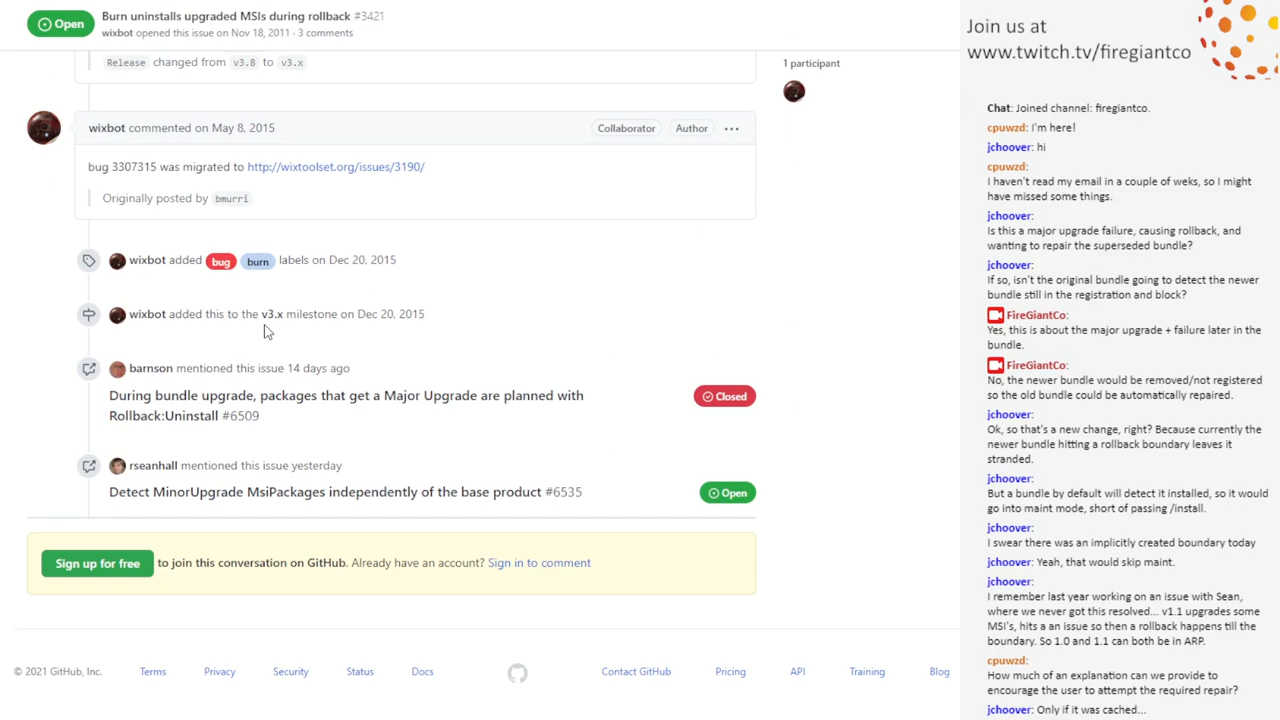 Open
Burn uninstalls upgraded MSIs during rollback #3421
wixbot opened this issue on Nov 18, 2011 · 3 comments
Release changed from v3.8 to v3.x
1 participant
wixbot commented on May 8, 2015
Collaborator
Author
bug 3307315 was migrated to http://wixtoolset.org/issues/3190/
Originally posted by bmurri
wixbot added bug burn labels on Dec 20, 2015
wixbot added this to the v3.x milestone on Dec 20, 2015
barnson mentioned this issue 14 days ago
During bundle upgrade, packages that get a Major Upgrade are planned with
Rollback:Uninstall #6509
Closed
rseanhall mentioned this issue yesterday
Detect MinorUpgrade MsiPackages independently of the base product #6535
Open
Sign up for free to join this conversation on GitHub. Already have an account? Sign in to comment
© 2021 GitHub, Inc.
Terms
Privacy
Security
Status
Docs
Contact GitHub
Pricing
API
Training
Blog
Join us at
www.twitch.tv/firegiantco
Chat: Joined channel: firegiantco.
cpuwzd: I'm here!
jchoover: hi
cpuwzd:
I haven't read my email in a couple of weks, so I might
have missed some things.
jchoover:
Is this a major upgrade failure, causing rollback, and
wanting to repair the superseded bundle?
jchoover:
If so, isn't the original bundle going to detect the newer
bundle still in the registration and block?
FireGiantCo:
Yes, this is about the major upgrade + failure later in the
bundle.
FireGiantCo:
No, the newer bundle would be removed/not registered
so the old bundle could be automatically repaired.
jchoover:
Ok, so that's a new change, right? Because currently the
newer bundle hitting a rollback boundary leaves it
stranded.
jchoover:
But a bundle by default will detect it installed, so it would
go into maint mode, short of passing /install.
jchoover:
I swear there was an implicitly created boundary today
jchoover: Yeah, that would skip maint.
jchoover:
I remember last year working on an issue with Sean,
where we never got this resolved... v1.1 upgrades some
MSI's, hits a an issue so then a rollback happens till the
boundary. So 1.0 and 1.1 can both be in ARP.
cpuwzd:
How much of an explanation can we provide to
encourage the user to attempt the required repair?
jchoover: Only if it was cached...